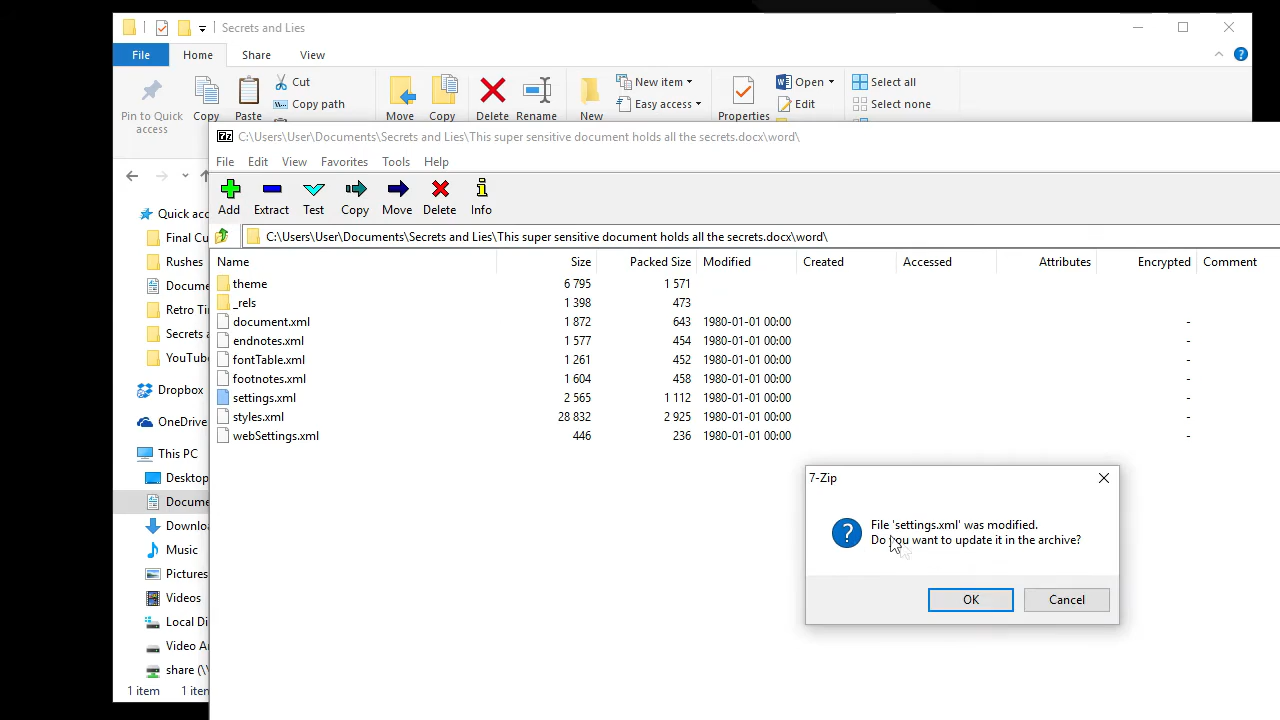 Secrets and Lies
File Home Share View
Pin to Quick access
Copy
Paste
Cut
Copy path
Move
Copy
Delete
Rename
New
New item
Easy access
Properties
Open
Edit
Select all
Select none
7z C:\Users\User\Documents\Secrets and Lies\This super sensitive document holds all the secrets.docx\word\
File Edit View Favorites Tools Help
Add Extract Test Copy Move Delete Info
C:\Users\User\Documents\Secrets and Lies\This super sensitive document holds all the secrets.docx\word\
Name Size Packed Size Modified Created Accessed Attributes Encrypted Comment
theme 6 795 1 571
_rels 1 398 473
document.xml 1 872 643 1980-01-01 00:00 -
endnotes.xml 1 577 454 1980-01-01 00:00 -
fontTable.xml 1 261 452 1980-01-01 00:00 -
footnotes.xml 1 604 458 1980-01-01 00:00 -
settings.xml 2 565 1 112 1980-01-01 00:00 -
styles.xml 28 832 2 925 1980-01-01 00:00 -
webSettings.xml 446 236 1980-01-01 00:00 -
Quick acc
Final Cu
Rushes
Docume
Retro Ti
Secrets a
YouTub
Dropbox
OneDrive
This PC
Desktop
Docume
Downlo
Music
Pictures
Videos
Local Di
Video Ar
share (\\
1 item 1 iten
7-Zip
File 'settings.xml' was modified.
Do you want to update it in the archive?
OK Cancel